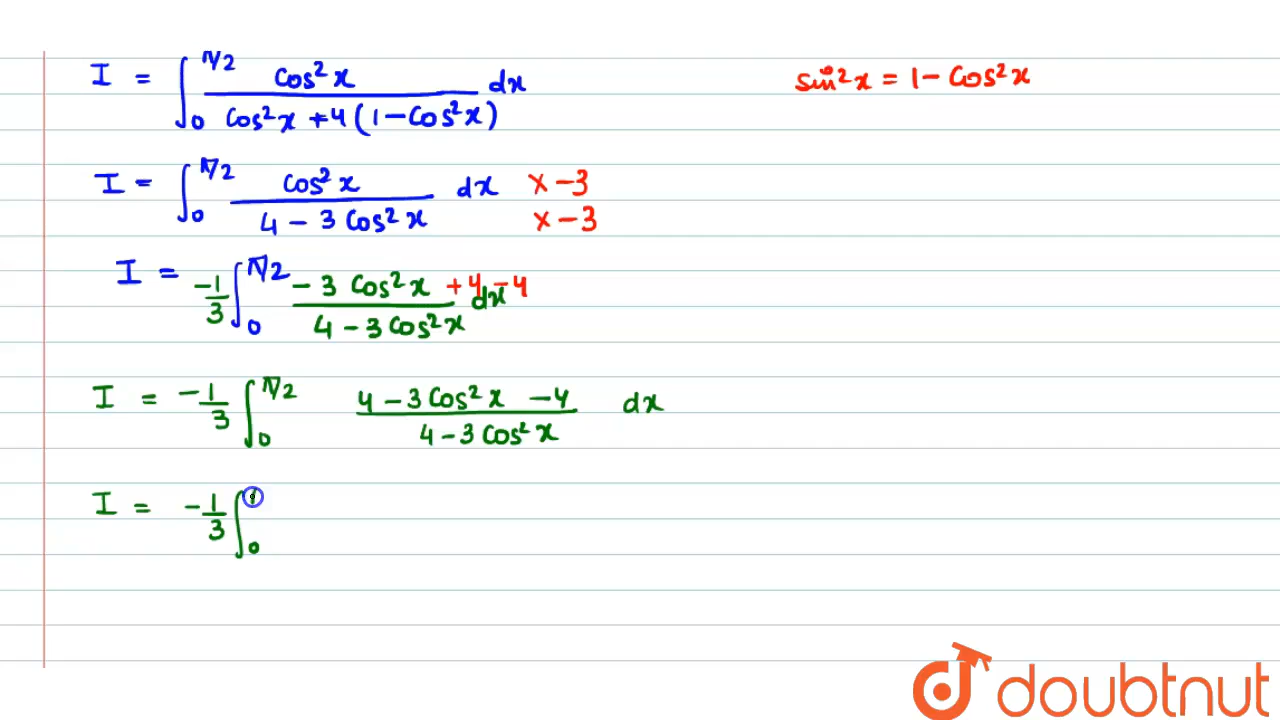 I = ∫₀^π/2 cos²x / (cos²x + 4(1 - cos²x)) dx
sin²x = 1 - cos²x
I = ∫₀^π/2 cos²x / (4 - 3 cos²x) dx × -3 / × -3
I = -1/3 ∫₀^π/2 (-3 cos²x + 4 - 4) / (4 - 3 cos²x) dx
I = -1/3 ∫₀^π/2 (4 - 3 cos²x - 4) / (4 - 3 cos²x) dx
I = -1/3 ∫₀
doubtnut